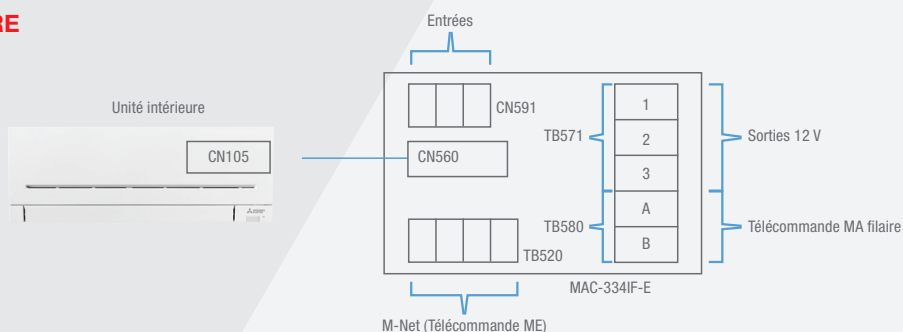 RE
Entrées
Unité intérieure
CN105
CN591
CN560
TB571
1
2
3
Sorties 12 V
TB580
A
B
Télécommande MA filaire
TB520
MAC-334IF-E
M-Net (Télécommande ME)